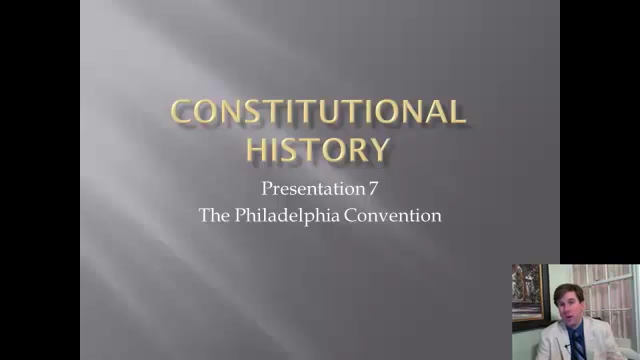 CONSTITUTIONAL
HISTORY
Presentation 7
The Philadelphia Convention